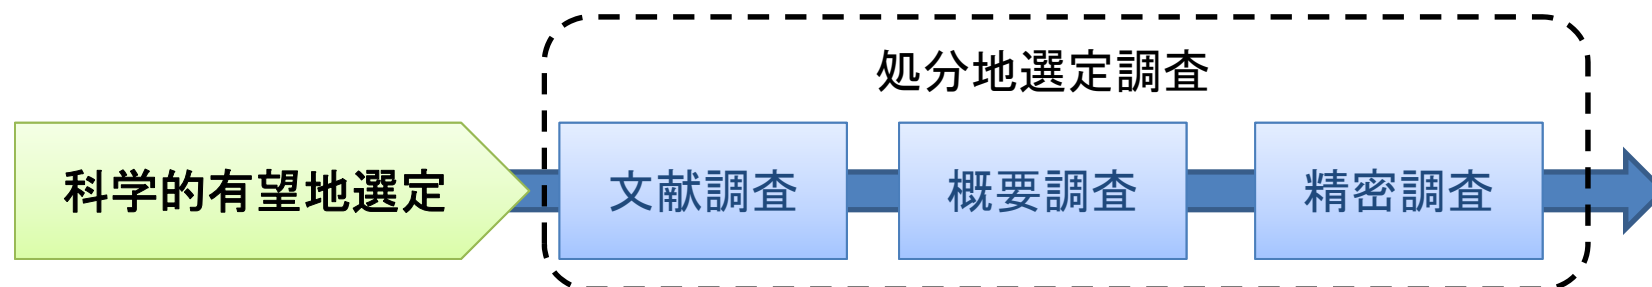 処分地選定調査
科学的有望地選定
文献調査
概要調査
精密調査